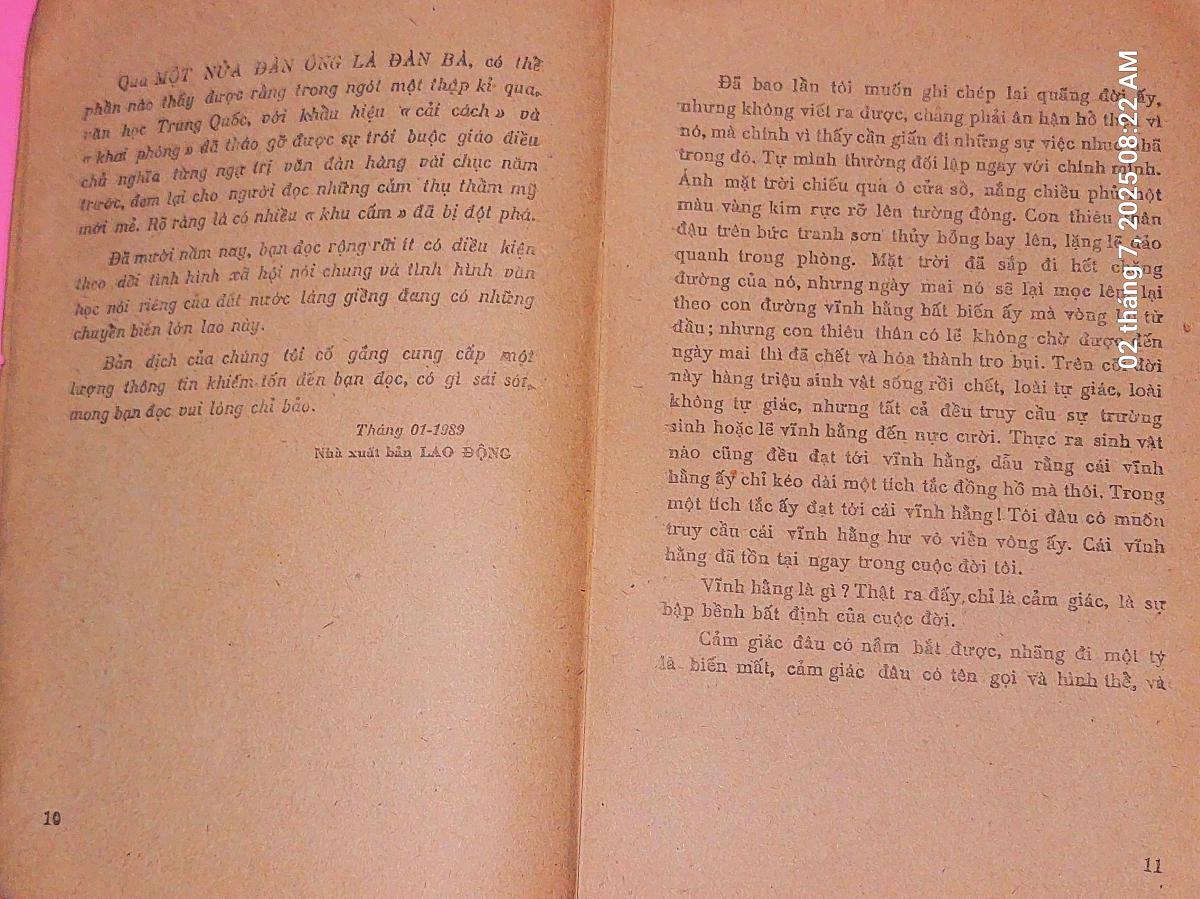 Qua MỘT NỬA ĐÀN ÔNG LÀ ĐÀN BÀ, có thể
phần nào thấy được rằng trong ngót một thập kỉ qua,
văn học Trung Quốc, với khẩu hiệu « cải cách » và
« khai phóng » đã tháo gỡ được sự trói buộc giáo điều
chủ nghĩa từng ngự trị văn đàn hàng vài chục năm
trước, đem lại cho người đọc những cảm thụ thẩm mỹ
mới mẻ. Rõ ràng là có nhiều « khu cấm » đã bị đột phá.
Đã mười năm nay, bạn đọc rộng rãi ít có điều kiện
theo dõi tình hình xã hội nói chung và tình hình văn
học nói riêng của đất nước láng giềng đang có những
chuyển biến lớn lao này.
Bản dịch của chúng tôi cố gắng cung cấp một
lượng thông tin khiêm tốn đến bạn đọc, có gì sai sót,
mong bạn đọc vui lòng chỉ bảo.
Tháng 01-1989
Nhà xuất bản LAO ĐỘNG
10
Đã bao lần tôi muốn ghi chép lại quãng đời ấy,
nhưng không viết ra được, chẳng phải ân hận hổ thẹn vì
nó, mà chính vì thấy cần giấu đi những sự việc nhục nhã
trong đó. Tự mình thường đối lập ngay với chính mình.
Ánh mặt trời chiếu qua ô cửa sổ, nắng chiều phủ một
màu vàng kim rực rỡ lên tường đông. Con thiêu thân
đậu trên bức tranh sơn thủy bỗng bay lên, lặng lẽ đảo
quanh trong phòng. Mặt trời đã sắp đi hết chặng
đường của nó, nhưng ngày mai nó sẽ lại mọc lên, lại
theo con đường vĩnh hằng bất biến ấy mà vòng lại từ
đầu; nhưng con thiêu thân có lẽ không chờ được đến
ngày mai thì đã chết và hóa thành tro bụi. Trên cõi đời
này hàng triệu sinh vật sống rồi chết, loài tự giác, loài
không tự giác, nhưng tất cả đều truy cầu sự trường
sinh hoặc lẽ vĩnh hằng đến nực cười. Thực ra sinh vật
nào cũng đều đạt tới vĩnh hằng, dẫu rằng cái vĩnh
hằng ấy chỉ kéo dài một tích tắc đồng hồ mà thôi. Trong
một tích tắc ấy đạt tới cái vĩnh hằng! Tôi đâu có muốn
truy cầu cái vĩnh hằng hư vô viển vông ấy. Cái vĩnh
hằng đã tồn tại ngay trong cuộc đời tôi.
Vĩnh hằng là gì ? Thật ra đấy chỉ là cảm giác, là sự
bập bềnh bất định của cuộc đời.
Cảm giác đâu có nắm bắt được, nhãng đi một tý
là biến mất, cảm giác đâu có tên gọi và hình thể, và
11
02 tháng 7, 2025 08:22 AM